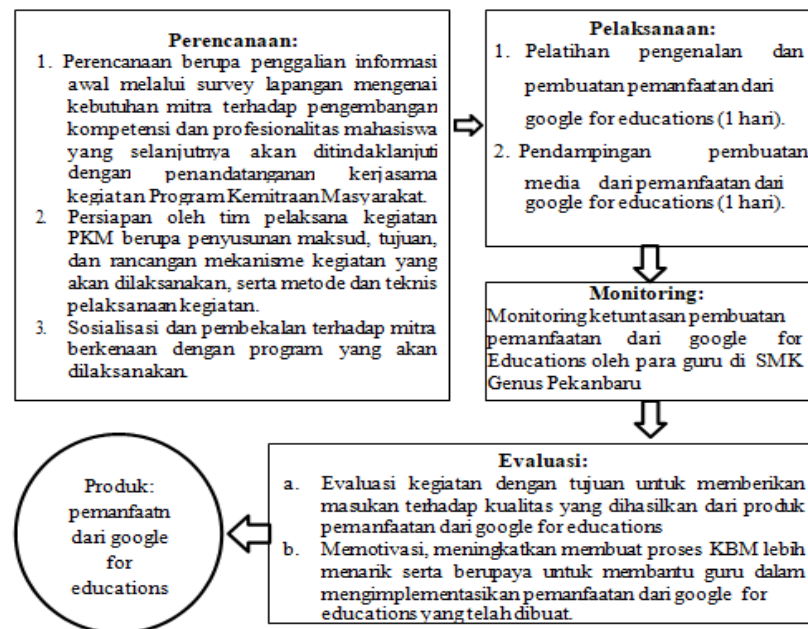 Perencanaan:
1. Perencanaan berupa penggalian informasi
awal melalui survey lapangan mengenai
kebutuhan mitra terhadap pengembangan
kompetensi dan profesionalitas mahasiswa
yang selanjutnya akan ditindaklanjuti
dengan penandatanganan kerjasama
kegiatan Program Kemitraan Masyarakat.
2. Persiapan oleh tim pelaksana kegiatan
PKM berupa penyusunan maksud, tujuan,
dan rancangan mekanisme kegiatan yang
akan dilaksanakan, serta metode dan teknis
pelaksanaan kegiatan.
3. Sosialisasi dan pembekalan terhadap mitra
berkenaan dengan program yang akan
dilaksanakan.
Pelaksanaan:
1. Pelatihan pengenalan dan
pembuatan pemanfaatan dari
google for educations (1 hari).
2. Pendampingan pembuatan
media dari pemanfaatan dari
google for educations (1 hari).
Monitoring:
Monitoring ketuntasan pembuatan
pemanfaatan dari google for
Educations oleh para guru di SMK
Genus Pekanbaru
Evaluasi:
a. Evaluasi kegiatan dengan tujuan untuk memberikan
masukan terhadap kualitas yang dihasilkan dari produk
pemanfaatan dari google for educations
b. Memotivasi, meningkatkan membuat proses KBM lebih
menarik serta berupaya untuk membantu guru dalam
mengimplementasikan pemanfaatan dari google for
educations yang telah dibuat.
Produk:
pemanfaatn
dari google
for
educations